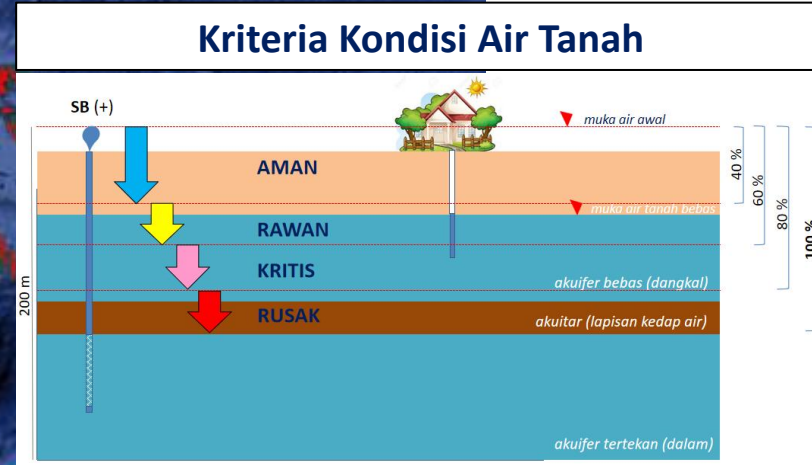 Kriteria Kondisi Air Tanah
SB (+)
muka air awal
AMAN
40 %
60 %
80 %
100 %
muka air tanah bebas
RAWAN
KRITIS
akuifer bebas (dangkal)
200 m
RUSAK
akuitar (lapisan kedap air)
akuifer tertekan (dalam)